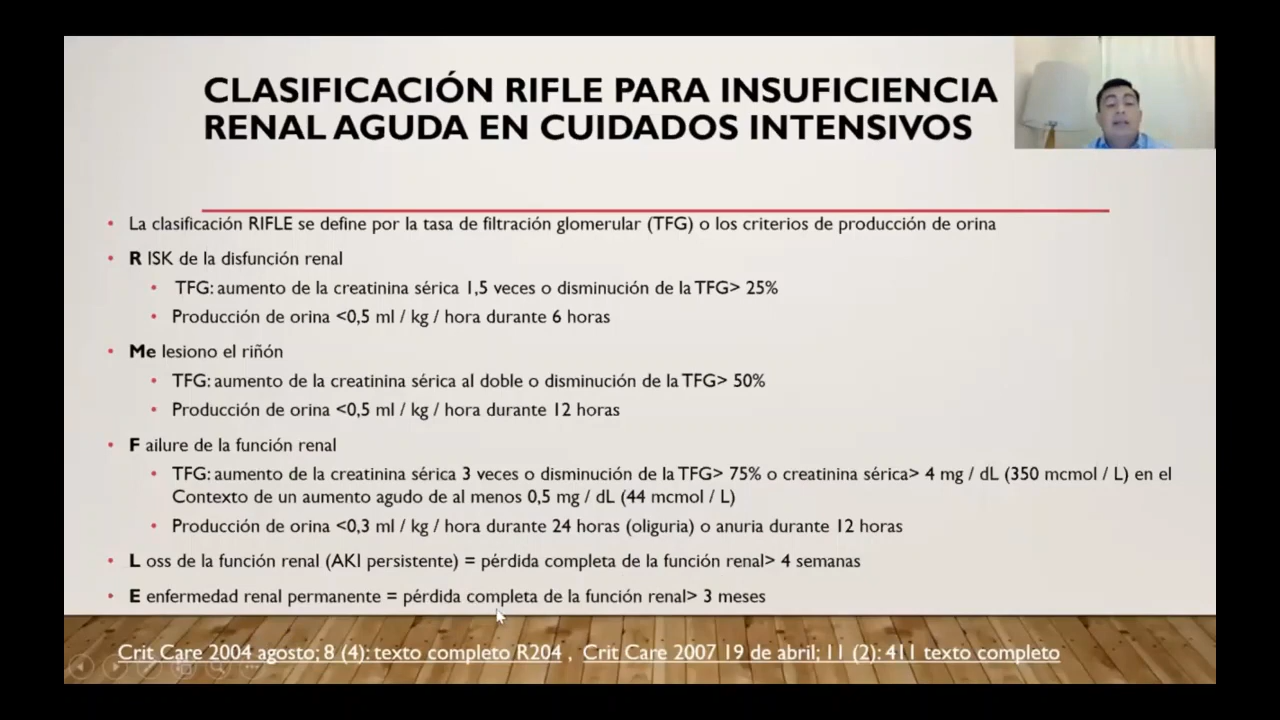 CLASIFICACIÓN RIFLE PARA INSUFICIENCIA
RENAL AGUDA EN CUIDADOS INTENSIVOS
• La clasificación RIFLE se define por la tasa de filtración glomerular (TFG) o los criterios de producción de orina
• R ISK de la disfunción renal
• TFG: aumento de la creatinina sérica 1,5 veces o disminución de la TFG> 25%
• Producción de orina <0,5 ml / kg / hora durante 6 horas
• Me lesiono el riñón
• TFG: aumento de la creatinina sérica al doble o disminución de la TFG> 50%
• Producción de orina <0,5 ml / kg / hora durante 12 horas
• F ailure de la función renal
• TFG: aumento de la creatinina sérica 3 veces o disminución de la TFG> 75% o creatinina sérica> 4 mg / dL (350 mcmol / L) en el
Contexto de un aumento agudo de al menos 0,5 mg / dL (44 mcmol / L)
• Producción de orina <0,3 ml / kg / hora durante 24 horas (oliguria) o anuria durante 12 horas
• L oss de la función renal (AKI persistente) = pérdida completa de la función renal> 4 semanas
• E enfermedad renal permanente = pérdida completa de la función renal> 3 meses
Crit Care 2004 agosto; 8 (4): texto completo R204 , Crit Care 2007 19 de abril; 11 (2): 411 texto completo